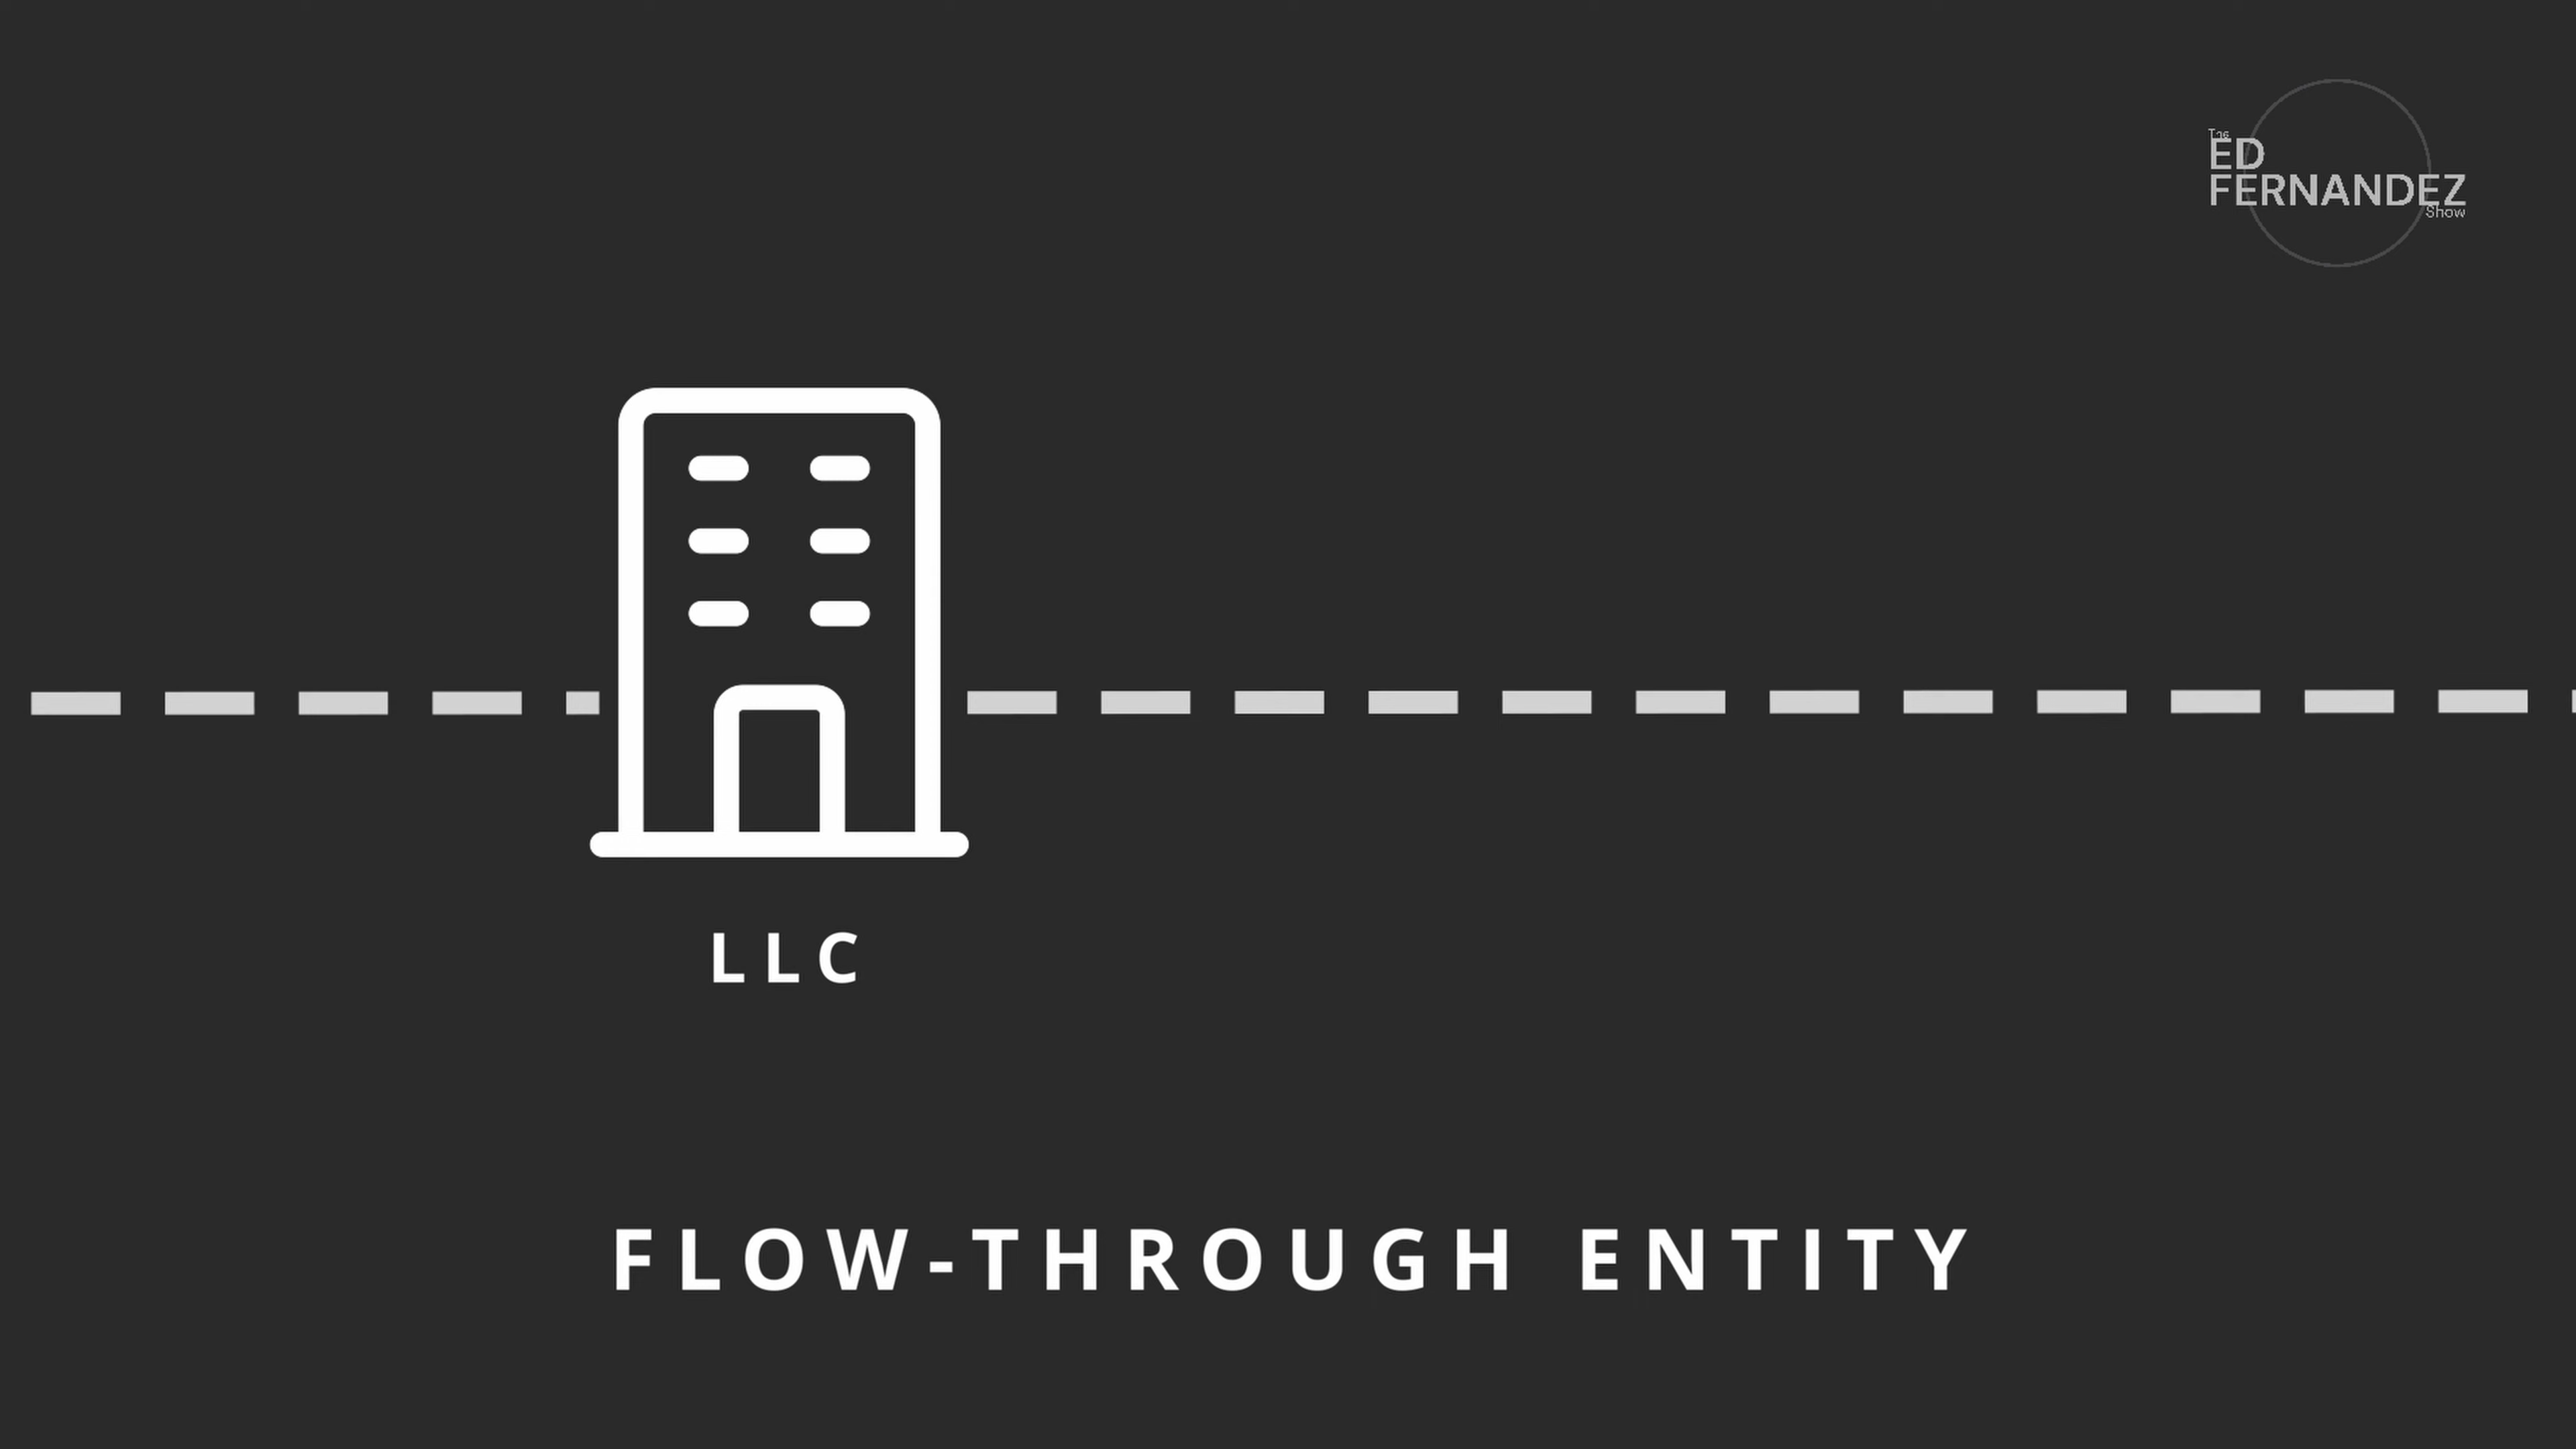 The
ED
FERNANDEZ
Show
LLC
FLOW-THROUGH ENTITY